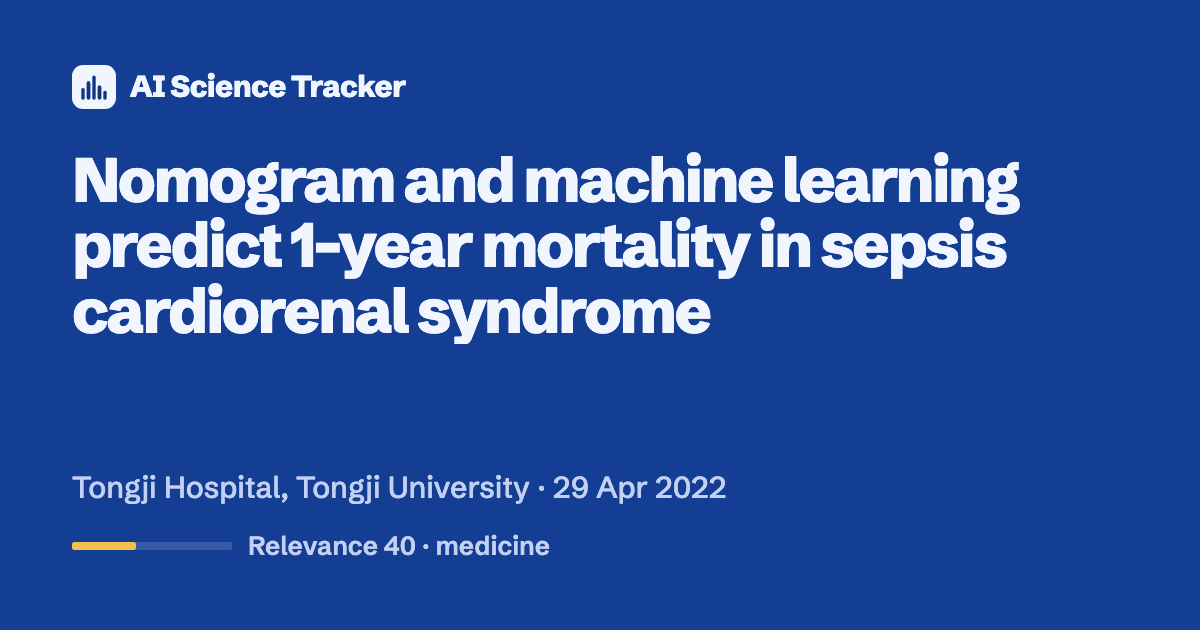 AI Science Tracker
Nomogram and machine learning
predict 1-year mortality in sepsis
cardiorenal syndrome
Tongji Hospital, Tongji University · 29 Apr 2022
Relevance 40 · medicine